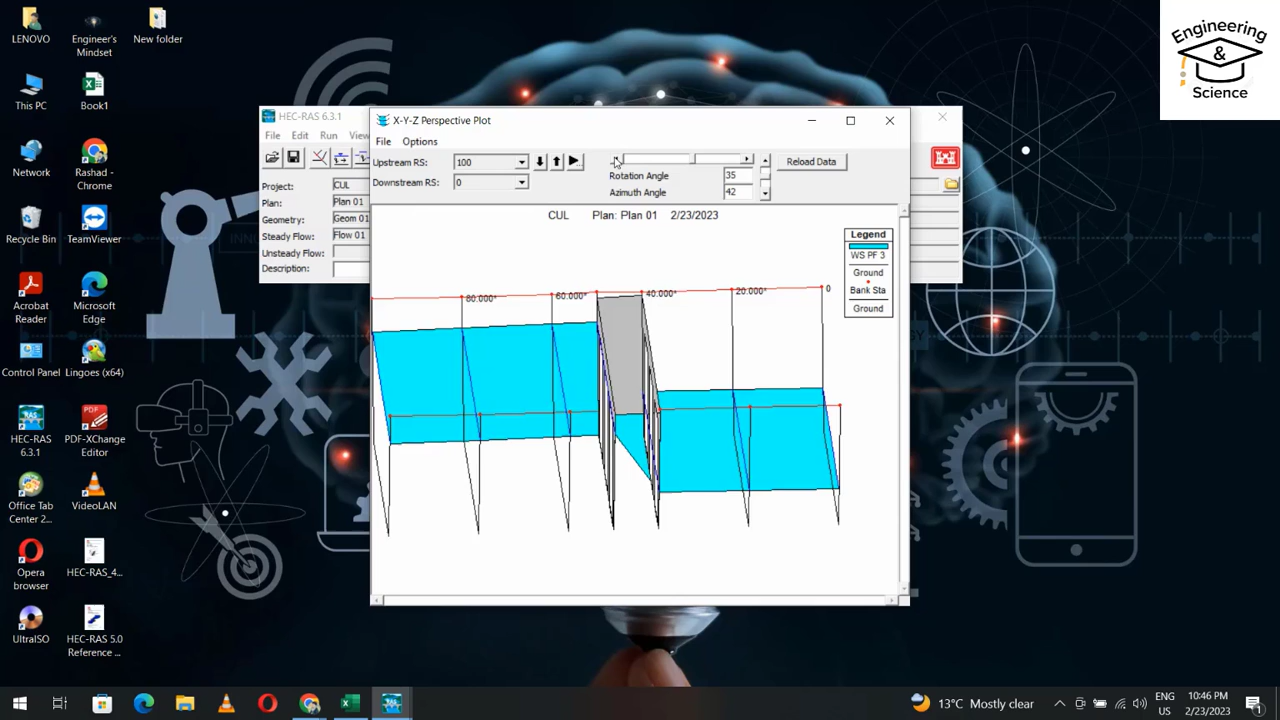 LENOVO
Engineer's
Mindset
New folder
This PC
Book1
Network
Rashad -
Chrome
Recycle Bin
TeamViewer
Acrobat
Reader
Microsoft
Edge
Control Panel
Lingoes (x64)
HEC-RAS
6.3.1
PDF-XChange
Editor
Office Tab
Center 2...
VideoLAN
Opera
browser
HEC-RAS_4...
UltraISO
HEC-RAS 5.0
Reference ...
Engineering
&
Science
HEC-RAS 6.3.1
File Edit Run View
Project: CUL
Plan: Plan 01
Geometry: Geom 01
Steady Flow: Flow 01
Unsteady Flow:
Description:
X-Y-Z Perspective Plot
File Options
Upstream RS: 100
Downstream RS: 0
Rotation Angle 35
Azimuth Angle 42
Reload Data
CUL Plan: Plan 01 2/23/2023
Legend
WS PF 3
Ground
Bank Sta
Ground
80.000*
60.000*
40.000*
20.000*
0
13°C Mostly clear
ENG
US
10:46 PM
2/23/2023
1